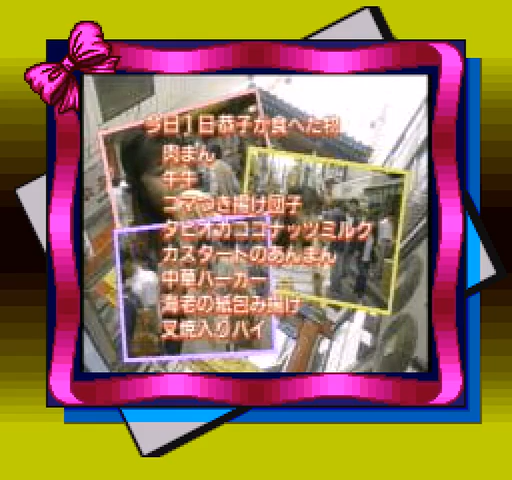 今日1日恭子が食べた物
肉まん
牛牛
ゴマつき揚げ団子
タピオカココナッツミルク
カスタードのあんまん
中華バーガー
海老の紙包み揚げ
叉焼入りパイ